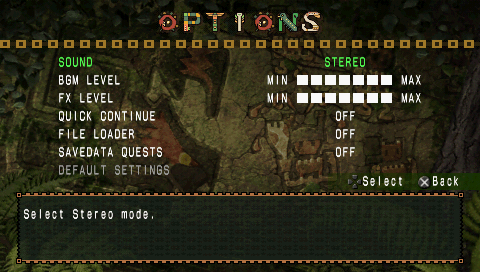 OPTIONS
SOUND STEREO
BGM LEVEL MIN MAX
FX LEVEL MIN MAX
QUICK CONTINUE OFF
FILE LOADER OFF
SAVEDATA QUESTS OFF
DEFAULT SETTINGS
Select Back
Select Stereo mode.